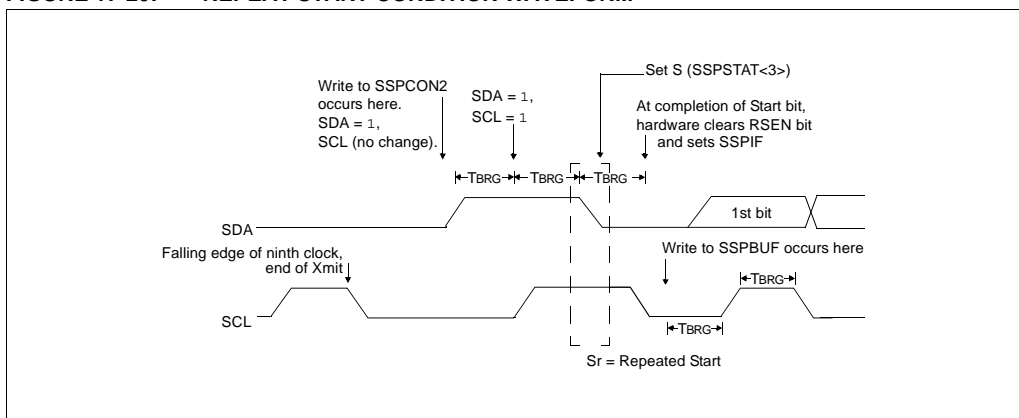 FIGURE 17-20: REPEAT START CONDITION WAVEFORM
Set S (SSPSTAT<3>)
Write to SSPCON2
occurs here.
SDA = 1,
SCL (no change).
SDA = 1,
SCL = 1
At completion of Start bit,
hardware clears RSEN bit
and sets SSPIF
TBRG
TBRG
TBRG
SDA
1st bit
Falling edge of ninth clock,
end of Xmit
Write to SSPBUF occurs here
TBRG
SCL
TBRG
Sr = Repeated Start